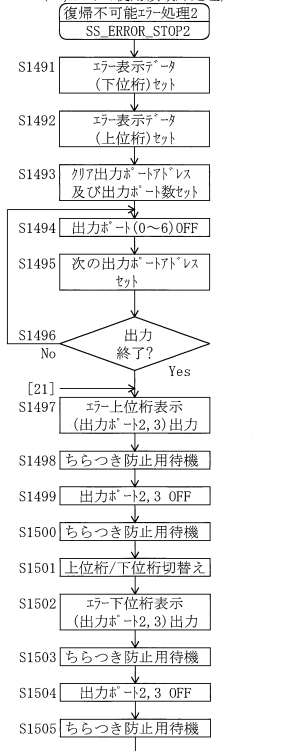 復帰不可能ｴﾗｰ処理2
SS_ERROR_STOP2
S1491
ｴﾗｰ表示ﾃﾞｰﾀ
(下位桁)ｾｯﾄ
S1492
ｴﾗｰ表示ﾃﾞｰﾀ
(上位桁)ｾｯﾄ
S1493
ｸﾘｱ出力ﾎﾟｰﾄｱﾄﾞﾚｽ
及び出力ﾎﾟｰﾄ数ｾｯﾄ
S1494
出力ﾎﾟｰﾄ(0～6)OFF
S1495
次の出力ﾎﾟｰﾄｱﾄﾞﾚｽ
ｾｯﾄ
S1496
出力
終了?
No
Yes
[21]
S1497
ｴﾗｰ上位桁表示
(出力ﾎﾟｰﾄ2,3)出力
S1498
ちらつき防止用待機
S1499
出力ﾎﾟｰﾄ2,3 OFF
S1500
ちらつき防止用待機
S1501
上位桁/下位桁切替え
S1502
ｴﾗｰ下位桁表示
(出力ﾎﾟｰﾄ2,3)出力
S1503
ちらつき防止用待機
S1504
出力ﾎﾟｰﾄ2,3 OFF
S1505
ちらつき防止用待機